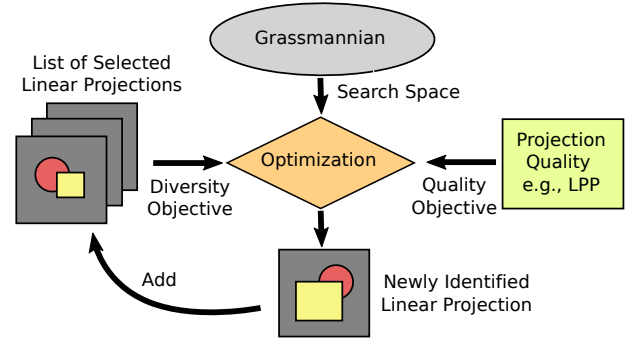 Grassmannian
List of Selected
Linear Projections
Search Space
Optimization
Projection
Quality
e.g., LPP
Diversity
Objective
Quality
Objective
Add
Newly Identified
Linear Projection